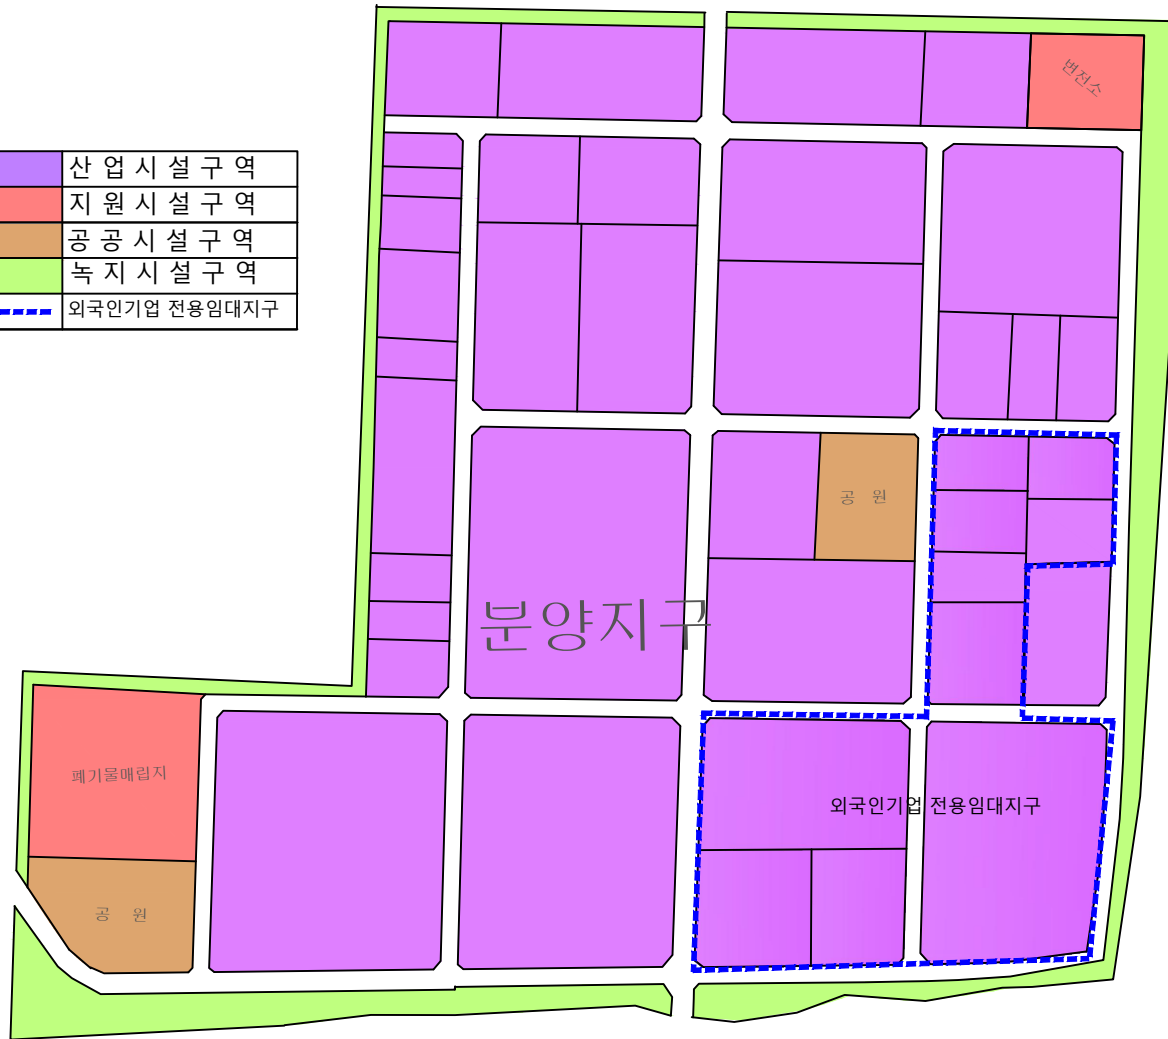 변전소
산 업 시 설 구 역
지 원 시 설 구 역
공 공 시 설 구 역
녹 지 시 설 구 역
외국인기업 전용임대지구
공 원
분양지구
폐기물매립지
외국인기업 전용임대지구
공 원